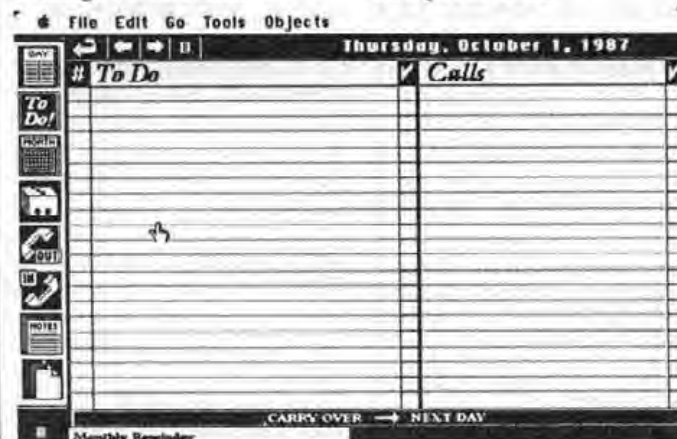 File Edit Go Tools Objects
Thursday, October 1, 1987
DAY
# To Do ✓ Calls ✓
To Do!
MONTH
OUT
IN
NOTES
CARRY OVER → NEXT DAY
Monthly Reminder